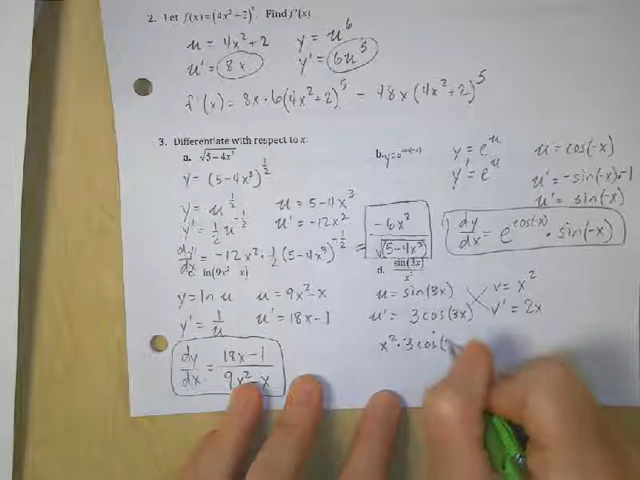 2. Let f(x)=(4x²+2)⁶. Find f'(x)
u = 4x²+2 y = u⁶
u' = 8x y' = 6u⁵
f'(x) = 8x·6(4x²+2)⁵ = 48x(4x²+2)⁵
3. Differentiate with respect to x.
a. √5-4x³
y = (5-4x³)^1/2
y = u^1/2 u = 5-4x³
y' = 1/2 u^-1/2 u' = -12x²
dy/dx = -12x²·1/2(5-4x³)^-1/2 = -6x²/√(5-4x³)
b. y=e^cos(-x)
y = e^u u = cos(-x)
y' = e^u u' = -sin(-x)·-1
u' = sin(-x)
dy/dx = e^cos(-x) · sin(-x)
c. ln(9x² x)
y = ln u u = 9x²-x
y' = 1/u u' = 18x-1
dy/dx = 18x-1/9x²-x
d. sin(3x)/x²
u = sin(3x) v = x²
u' = 3cos(3x) v' = 2x
x²·3cos(